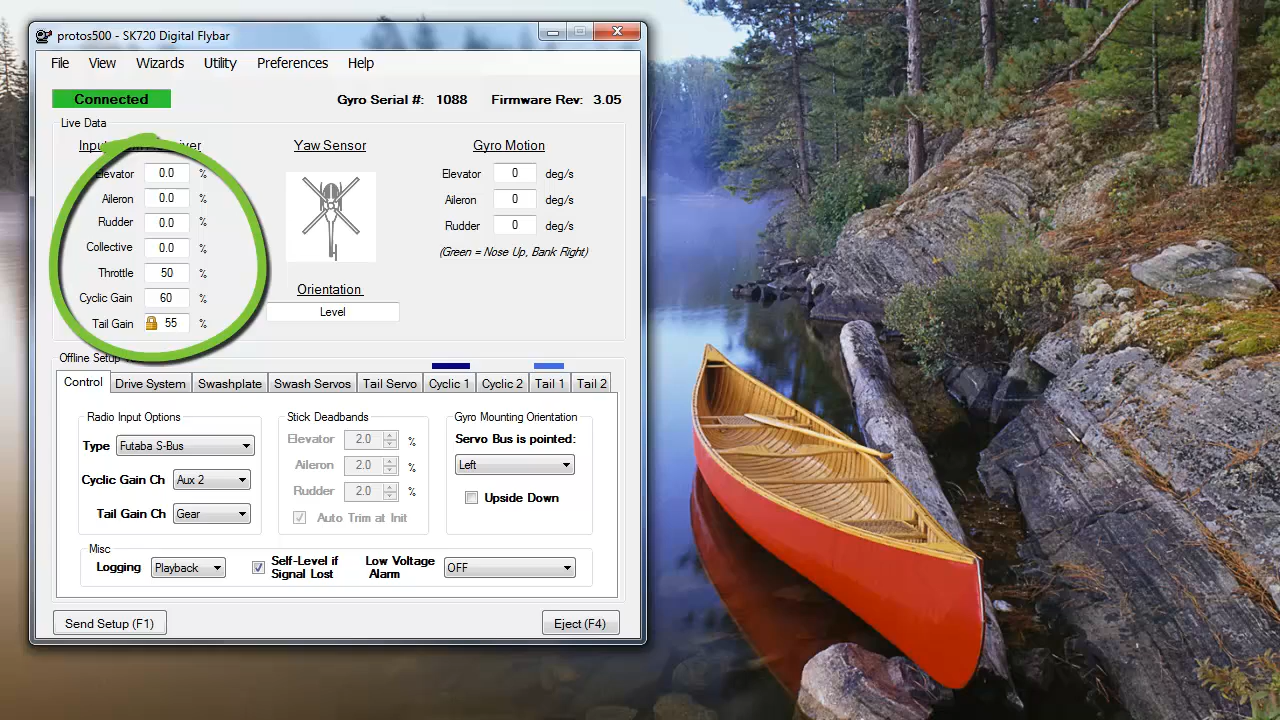 protos500 - SK720 Digital Flybar
File View Wizards Utility Preferences Help
Connected Gyro Serial #: 1088 Firmware Rev: 3.05
Live Data
Yaw Sensor Gyro Motion
Elevator 0.0 % Elevator 0 deg/s
Aileron 0.0 % Aileron 0 deg/s
Rudder 0.0 % Rudder 0 deg/s
Collective 0.0 % (Green = Nose Up, Bank Right)
Throttle 50 %
Orientation
Cyclic Gain 60 %
Level
Tail Gain 55 %
Offline Setup
Control Drive System Swashplate Swash Servos Tail Servo Cyclic 1 Cyclic 2 Tail 1 Tail 2
Radio Input Options Stick Deadbands Gyro Mounting Orientation
Type Futaba S-Bus Elevator 2.0 % Servo Bus is pointed:
Cyclic Gain Ch Aux 2 Aileron 2.0 % Left
Rudder 2.0 % Upside Down
Tail Gain Ch Gear Auto Trim at Init
Misc
Logging Playback Self-Level if Signal Lost Low Voltage Alarm OFF
Send Setup (F1) Eject (F4)